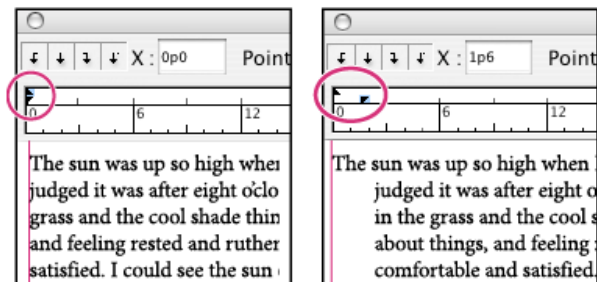 X : 0p0 Point
0 6 12
The sun was up so high when
judged it was after eight o'clo
grass and the cool shade thin
and feeling rested and ruther
satisfied. I could see the sun
X : 1p6 Point
0 6 12
The sun was up so high when I
judged it was after eight o
in the grass and the cool s
about things, and feeling
comfortable and satisfied.